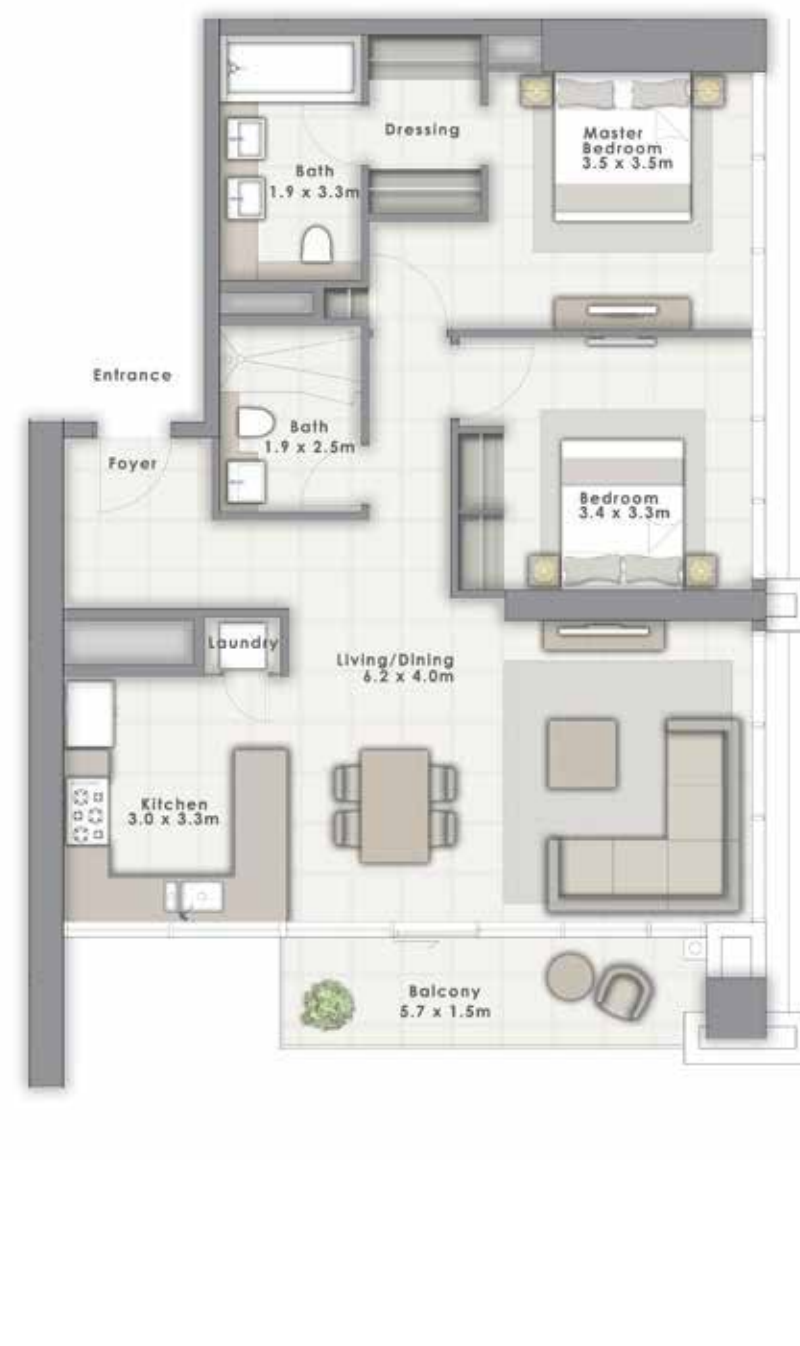 Dressing
Master
Bedroom
3.5 x 3.5m
Bath
1.9 x 3.3m
Entrance
Bath
1.9 x 2.5m
Foyer
Bedroom
3.4 x 3.3m
Laundry
Living/Dining
6.2 x 4.0m
Kitchen
3.0 x 3.3m
Balcony
5.7 x 1.5m